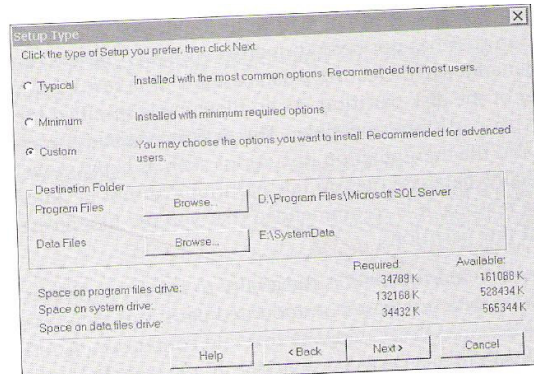 Setup Type
Click the type of Setup you prefer, then click Next.
Typical Installed with the most common options. Recommended for most users.
Minimum Installed with minimum required options.
Custom You may choose the options you want to install. Recommended for advanced
users.
Destination Folder
Program Files Browse... D:\Program Files\Microsoft SQL Server
Data Files Browse... E:\SystemData
Required: Available:
Space on program files drive: 34789 K 161088 K
Space on system drive: 132168 K 528434 K
Space on data files drive: 34432 K 565344 K
Help < Back Next > Cancel